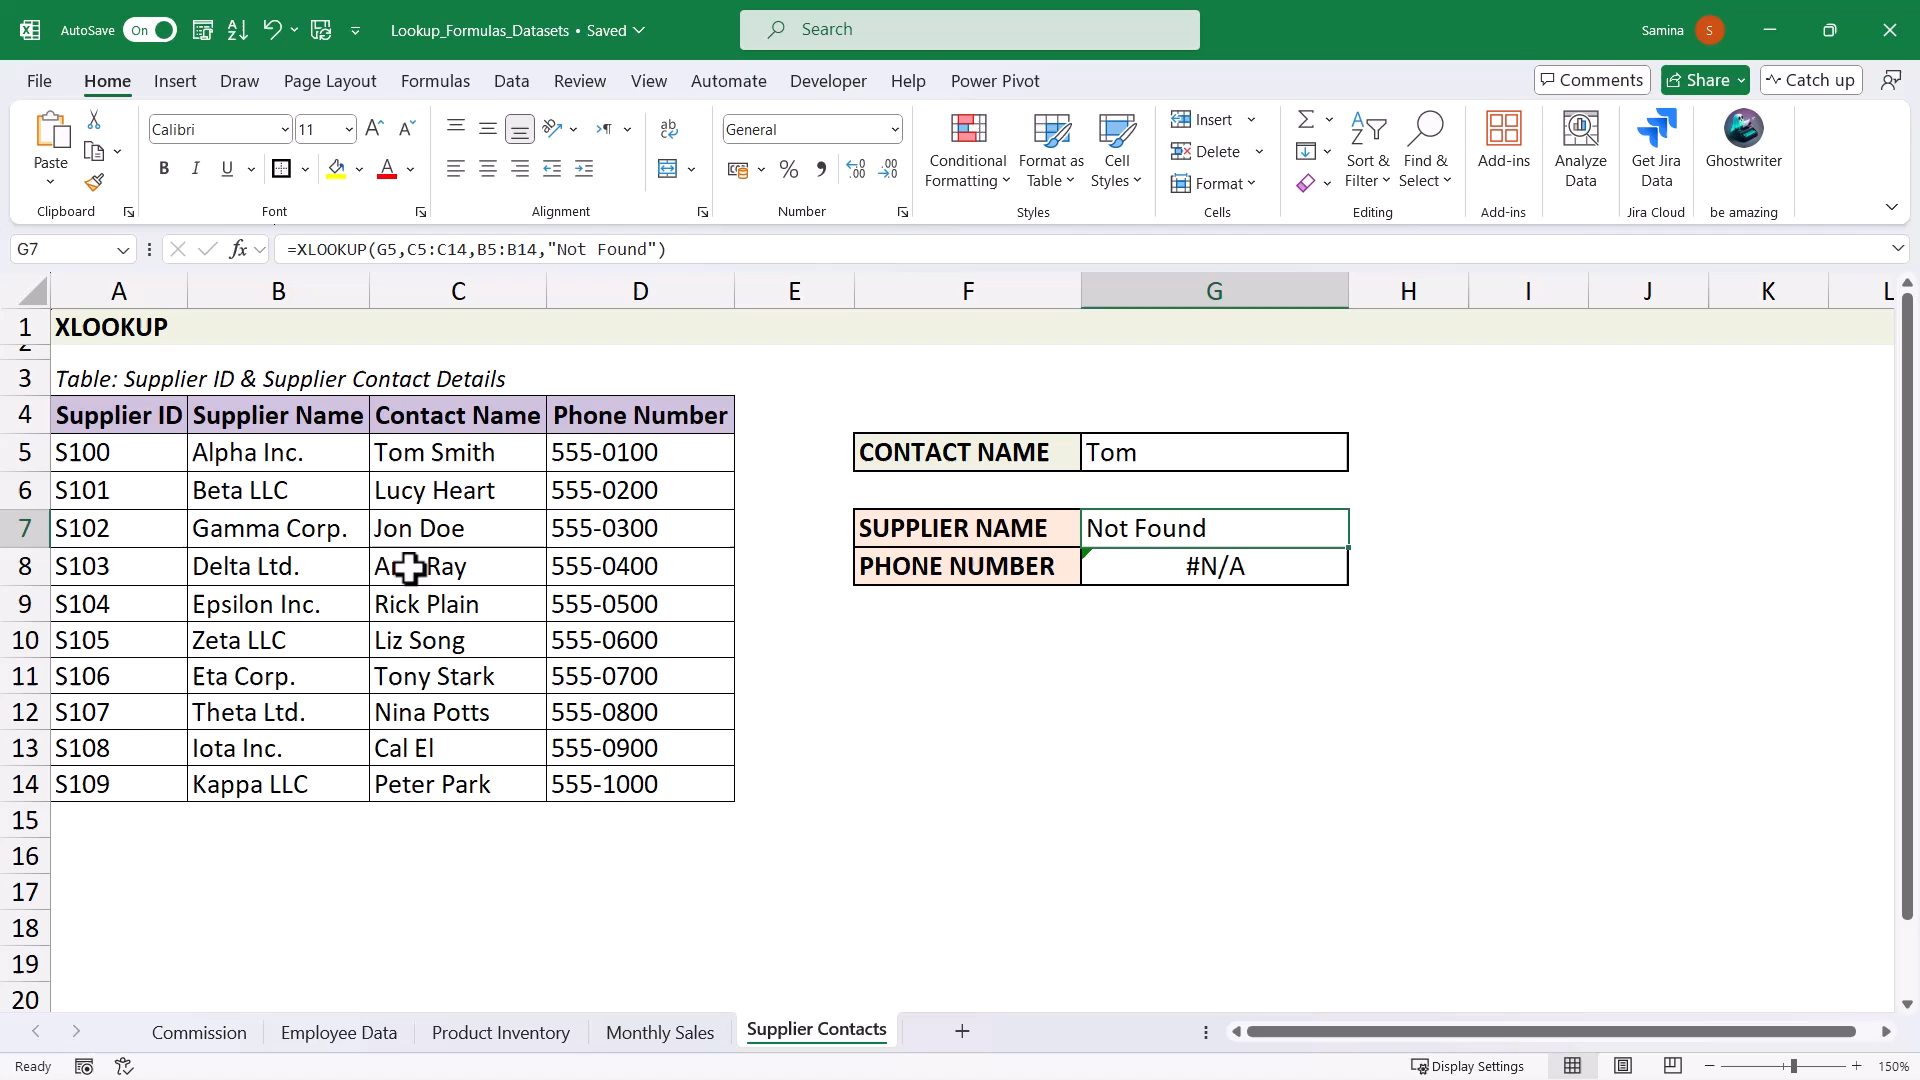 AutoSave On Lookup_Formulas_Datasets • Saved Search Samina S
File Home Insert Draw Page Layout Formulas Data Review View Automate Developer Help Power Pivot Comments Share Catch up
Paste
Clipboard
Calibri 11
B I U A
Font
ab
Alignment
General
% .00
Number
Conditional Formatting
Format as Table
Cell Styles
Styles
Insert
Delete
Format
Cells
Sort & Filter
Find & Select
Editing
Add-ins
Add-ins
Analyze Data
Get Jira Data
Jira Cloud
Ghostwriter
be amazing
G7 fx =XLOOKUP(G5,C5:C14,B5:B14,"Not Found")
A B C D E F G H I J K L
1 XLOOKUP
2
3 Table: Supplier ID & Supplier Contact Details
4 Supplier ID Supplier Name Contact Name Phone Number
5 S100 Alpha Inc. Tom Smith 555-0100 CONTACT NAME Tom
6 S101 Beta LLC Lucy Heart 555-0200
7 S102 Gamma Corp. Jon Doe 555-0300 SUPPLIER NAME Not Found
8 S103 Delta Ltd. Ray 555-0400 PHONE NUMBER #N/A
9 S104 Epsilon Inc. Rick Plain 555-0500
10 S105 Zeta LLC Liz Song 555-0600
11 S106 Eta Corp. Tony Stark 555-0700
12 S107 Theta Ltd. Nina Potts 555-0800
13 S108 Iota Inc. Cal El 555-0900
14 S109 Kappa LLC Peter Park 555-1000
15
16
17
18
19
20
Commission Employee Data Product Inventory Monthly Sales Supplier Contacts
Ready Display Settings 150%